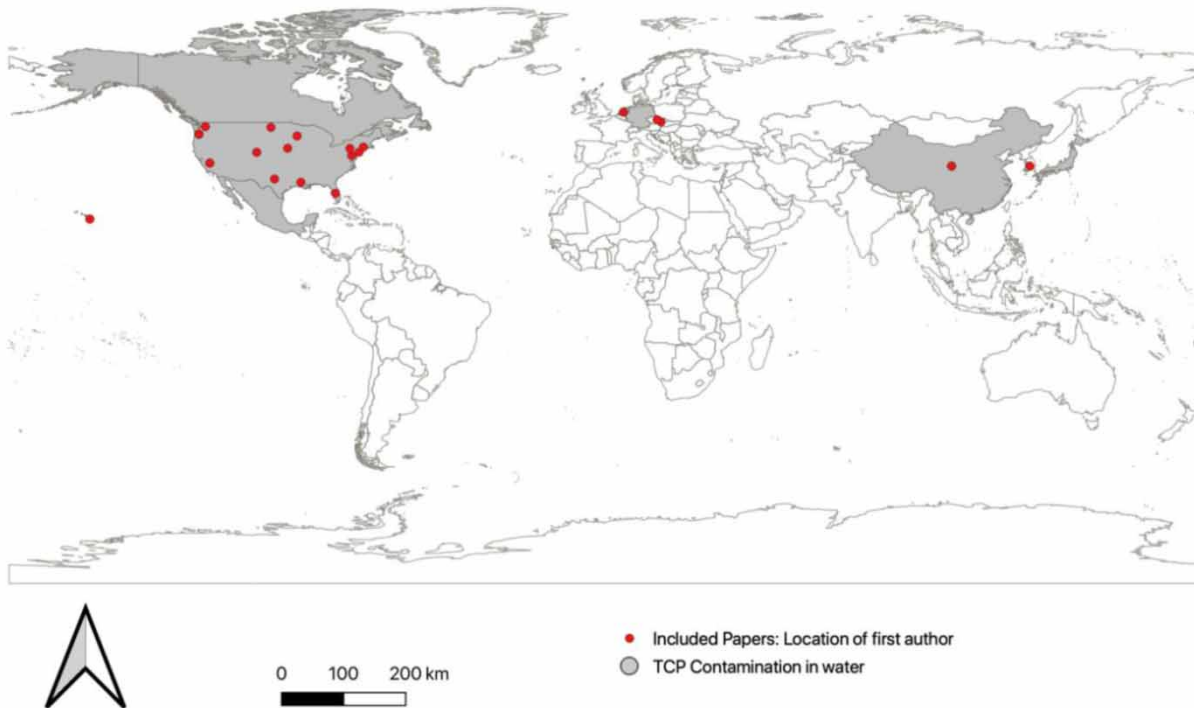 Included Papers: Location of first author
TCP Contamination in water
0 100 200 km